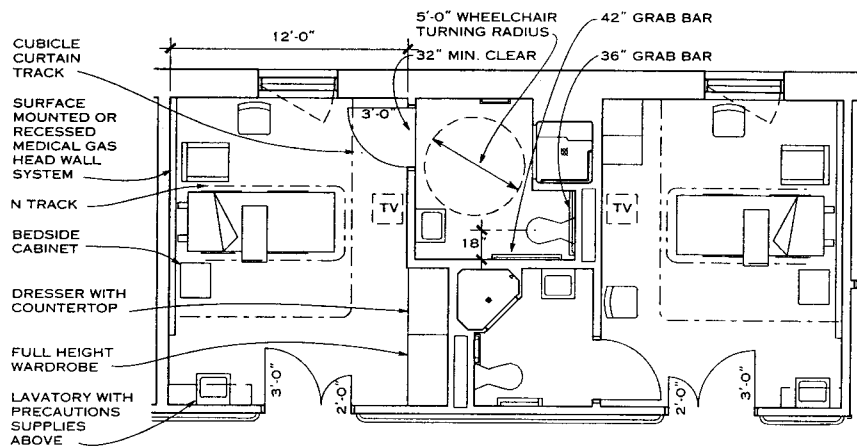 12'-0"
5'-0" WHEELCHAIR
TURNING RADIUS
32" MIN. CLEAR
42" GRAB BAR
36" GRAB BAR
CUBICLE
CURTAIN
TRACK
SURFACE
MOUNTED OR
RECESSED
MEDICAL GAS
HEAD WALL
SYSTEM
N TRACK
BEDSIDE
CABINET
DRESSER WITH
COUNTERTOP
FULL HEIGHT
WARDROBE
LAVATORY WITH
PRECAUTIONS
SUPPLIES
ABOVE
3'-0"
TV
18"
TV
3'-0"
2'-0"
2'-0"
3'-0"